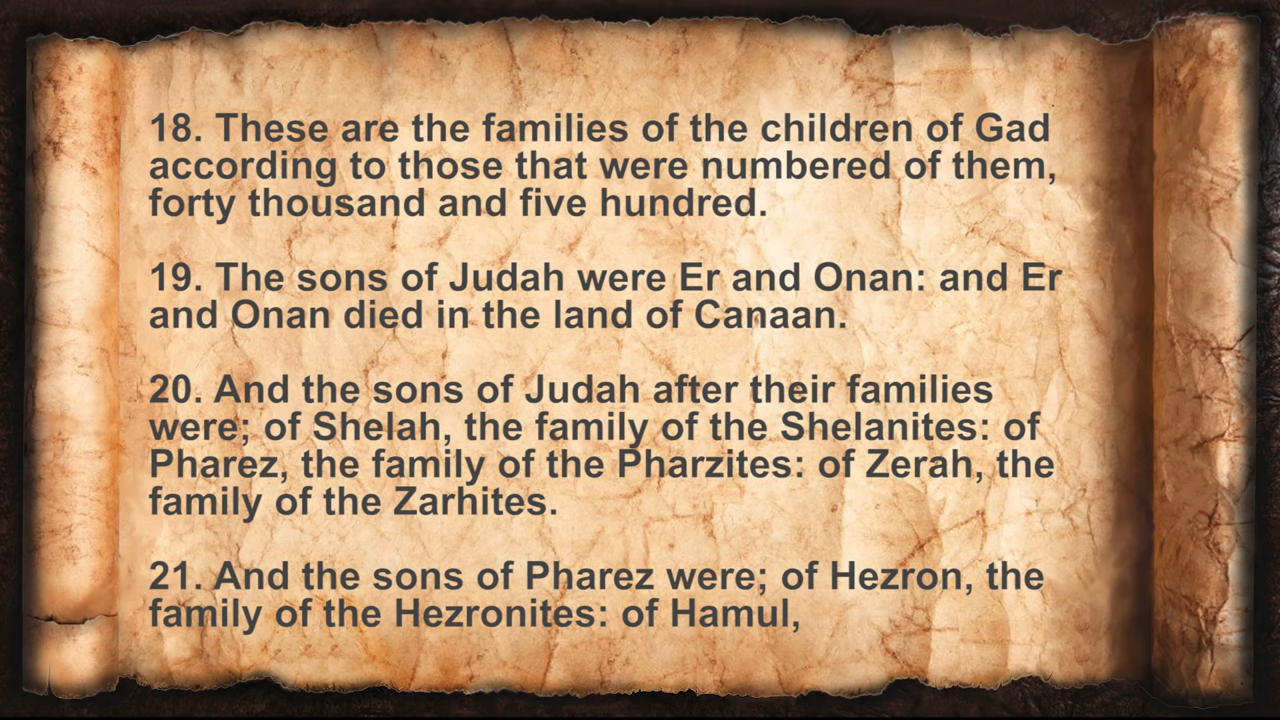 18. These are the families of the children of Gad
according to those that were numbered of them,
forty thousand and five hundred.
19. The sons of Judah were Er and Onan: and Er
and Onan died in the land of Canaan.
20. And the sons of Judah after their families
were; of Shelah, the family of the Shelanites: of
Pharez, the family of the Pharzites: of Zerah, the
family of the Zarhites.
21. And the sons of Pharez were; of Hezron, the
family of the Hezronites: of Hamul,